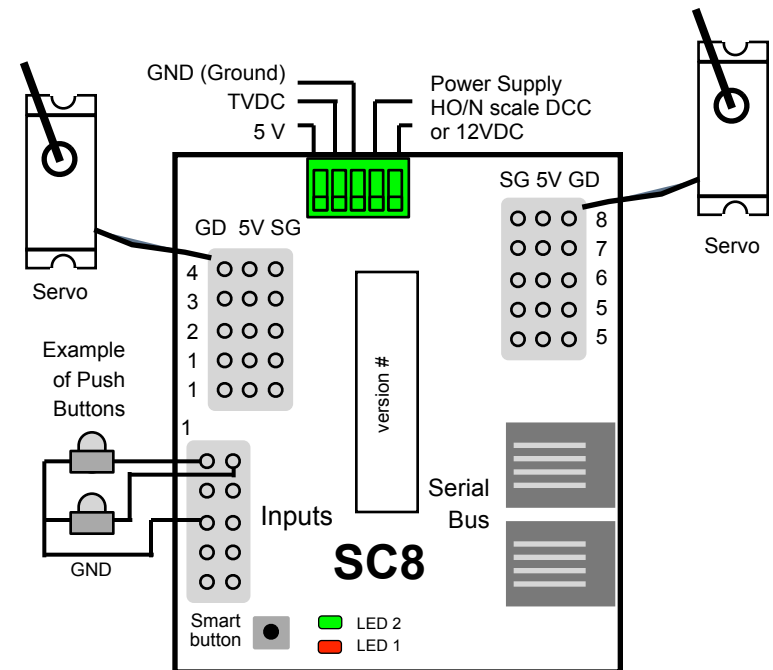 GND (Ground)
TVDC
5 V
Power Supply
HO/N scale DCC
or 12VDC
SG 5V GD
8
7
6
5
5
Servo
GD 5V SG
4
3
2
1
1
Servo
Example
of Push
Buttons
1
GND
Inputs
version #
Serial
Bus
SC8
Smart
button
LED 2
LED 1